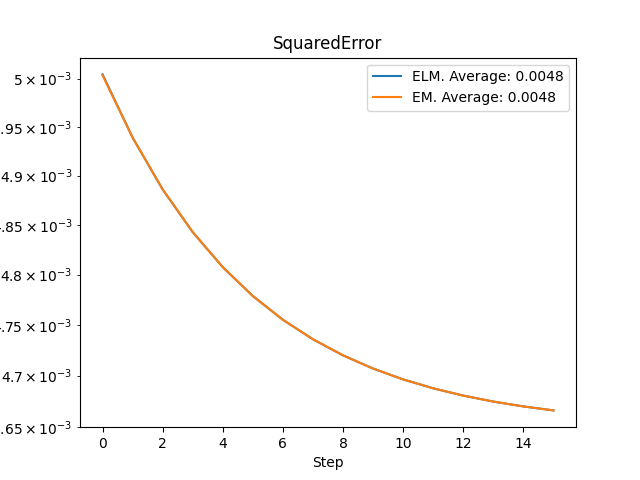 SquaredError
ELM. Average: 0.0048
EM. Average: 0.0048
5 × 10⁻³
.95 × 10⁻³
4.9 × 10⁻³
.85 × 10⁻³
4.8 × 10⁻³
.75 × 10⁻³
4.7 × 10⁻³
.65 × 10⁻³
0 2 4 6 8 10 12 14
Step